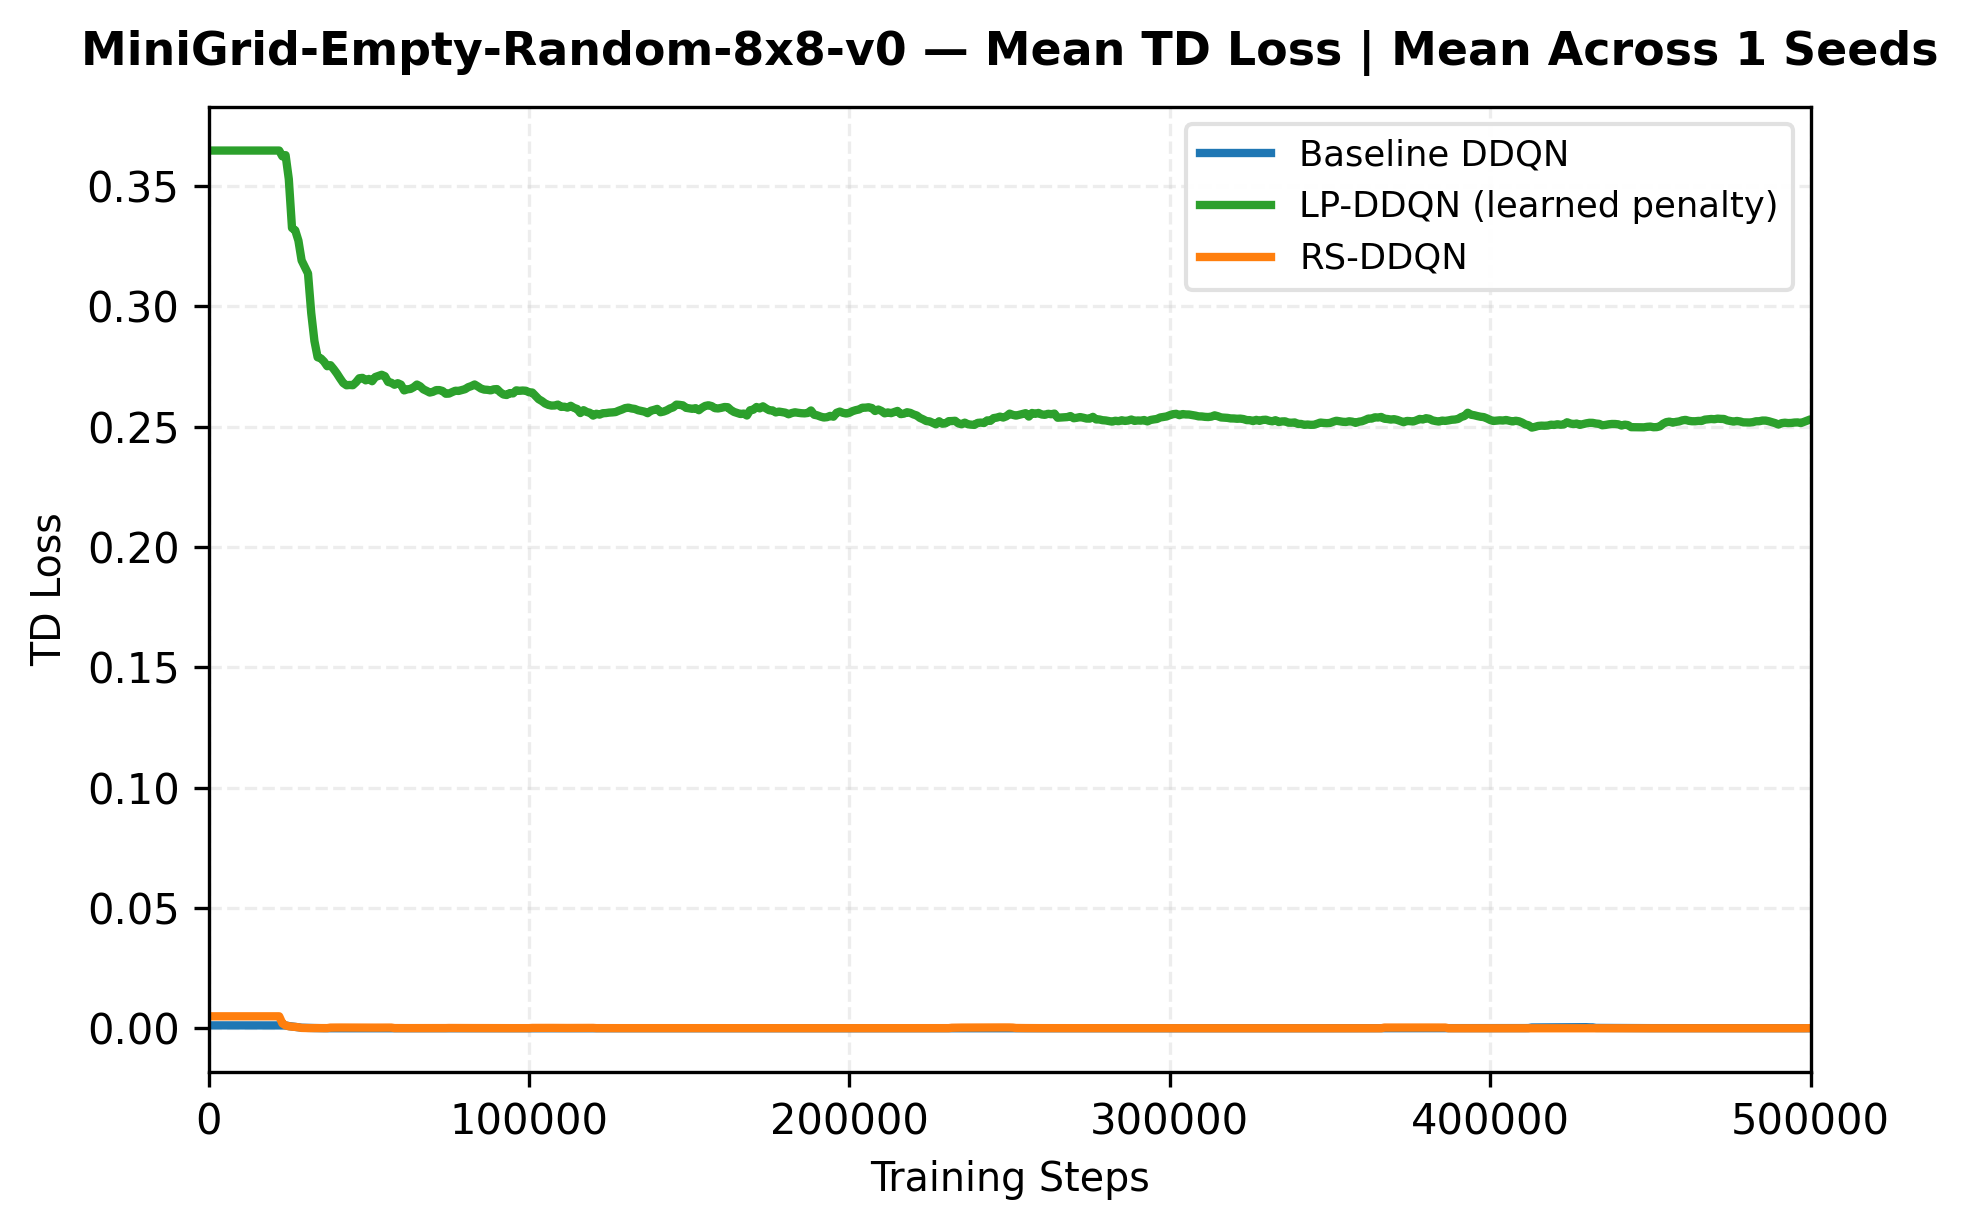 MiniGrid-Empty-Random-8x8-v0 — Mean TD Loss | Mean Across 1 Seeds
Baseline DDQN
LP-DDQN (learned penalty)
RS-DDQN
TD Loss
0.35
0.30
0.25
0.20
0.15
0.10
0.05
0.00
0
100000
200000
300000
400000
500000
Training Steps